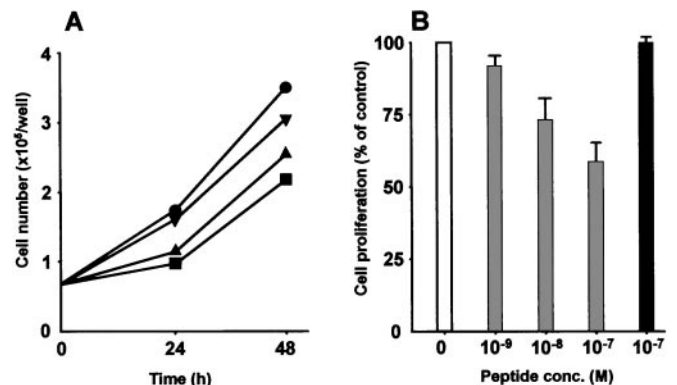 A
Cell number (x10⁵/well)
4
3
2
1
0
0 24 48
Time (h)
B
Cell proliferation (% of control)
100
75
50
25
0
0 10⁻⁹ 10⁻⁸ 10⁻⁷ 10⁻⁷
Peptide conc. (M)